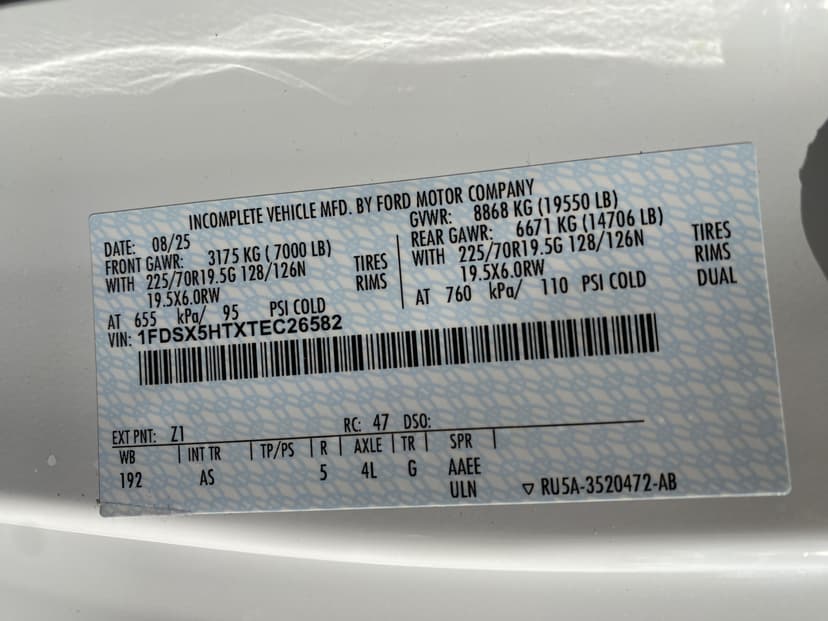 INCOMPLETE VEHICLE MFD. BY FORD MOTOR COMPANY
DATE: 08/25
FRONT GAWR: 3175 KG ( 7000 LB)
WITH 225/70R19.5G 128/126N TIRES
19.5X6.0RW RIMS
AT 655 kPa/ 95 PSI COLD
GVWR: 8868 KG (19550 LB)
REAR GAWR: 6671 KG (14706 LB)
WITH 225/70R19.5G 128/126N TIRES
19.5X6.0RW RIMS
AT 760 kPa/ 110 PSI COLD DUAL
VIN: 1FDSX5HTXTEC26582
EXT PNT: Z1 RC: 47 DSO:
WB INT TR TP/PS R AXLE TR SPR
192 AS 5 4L G AAEE
ULN ▽ RU5A-3520472-AB